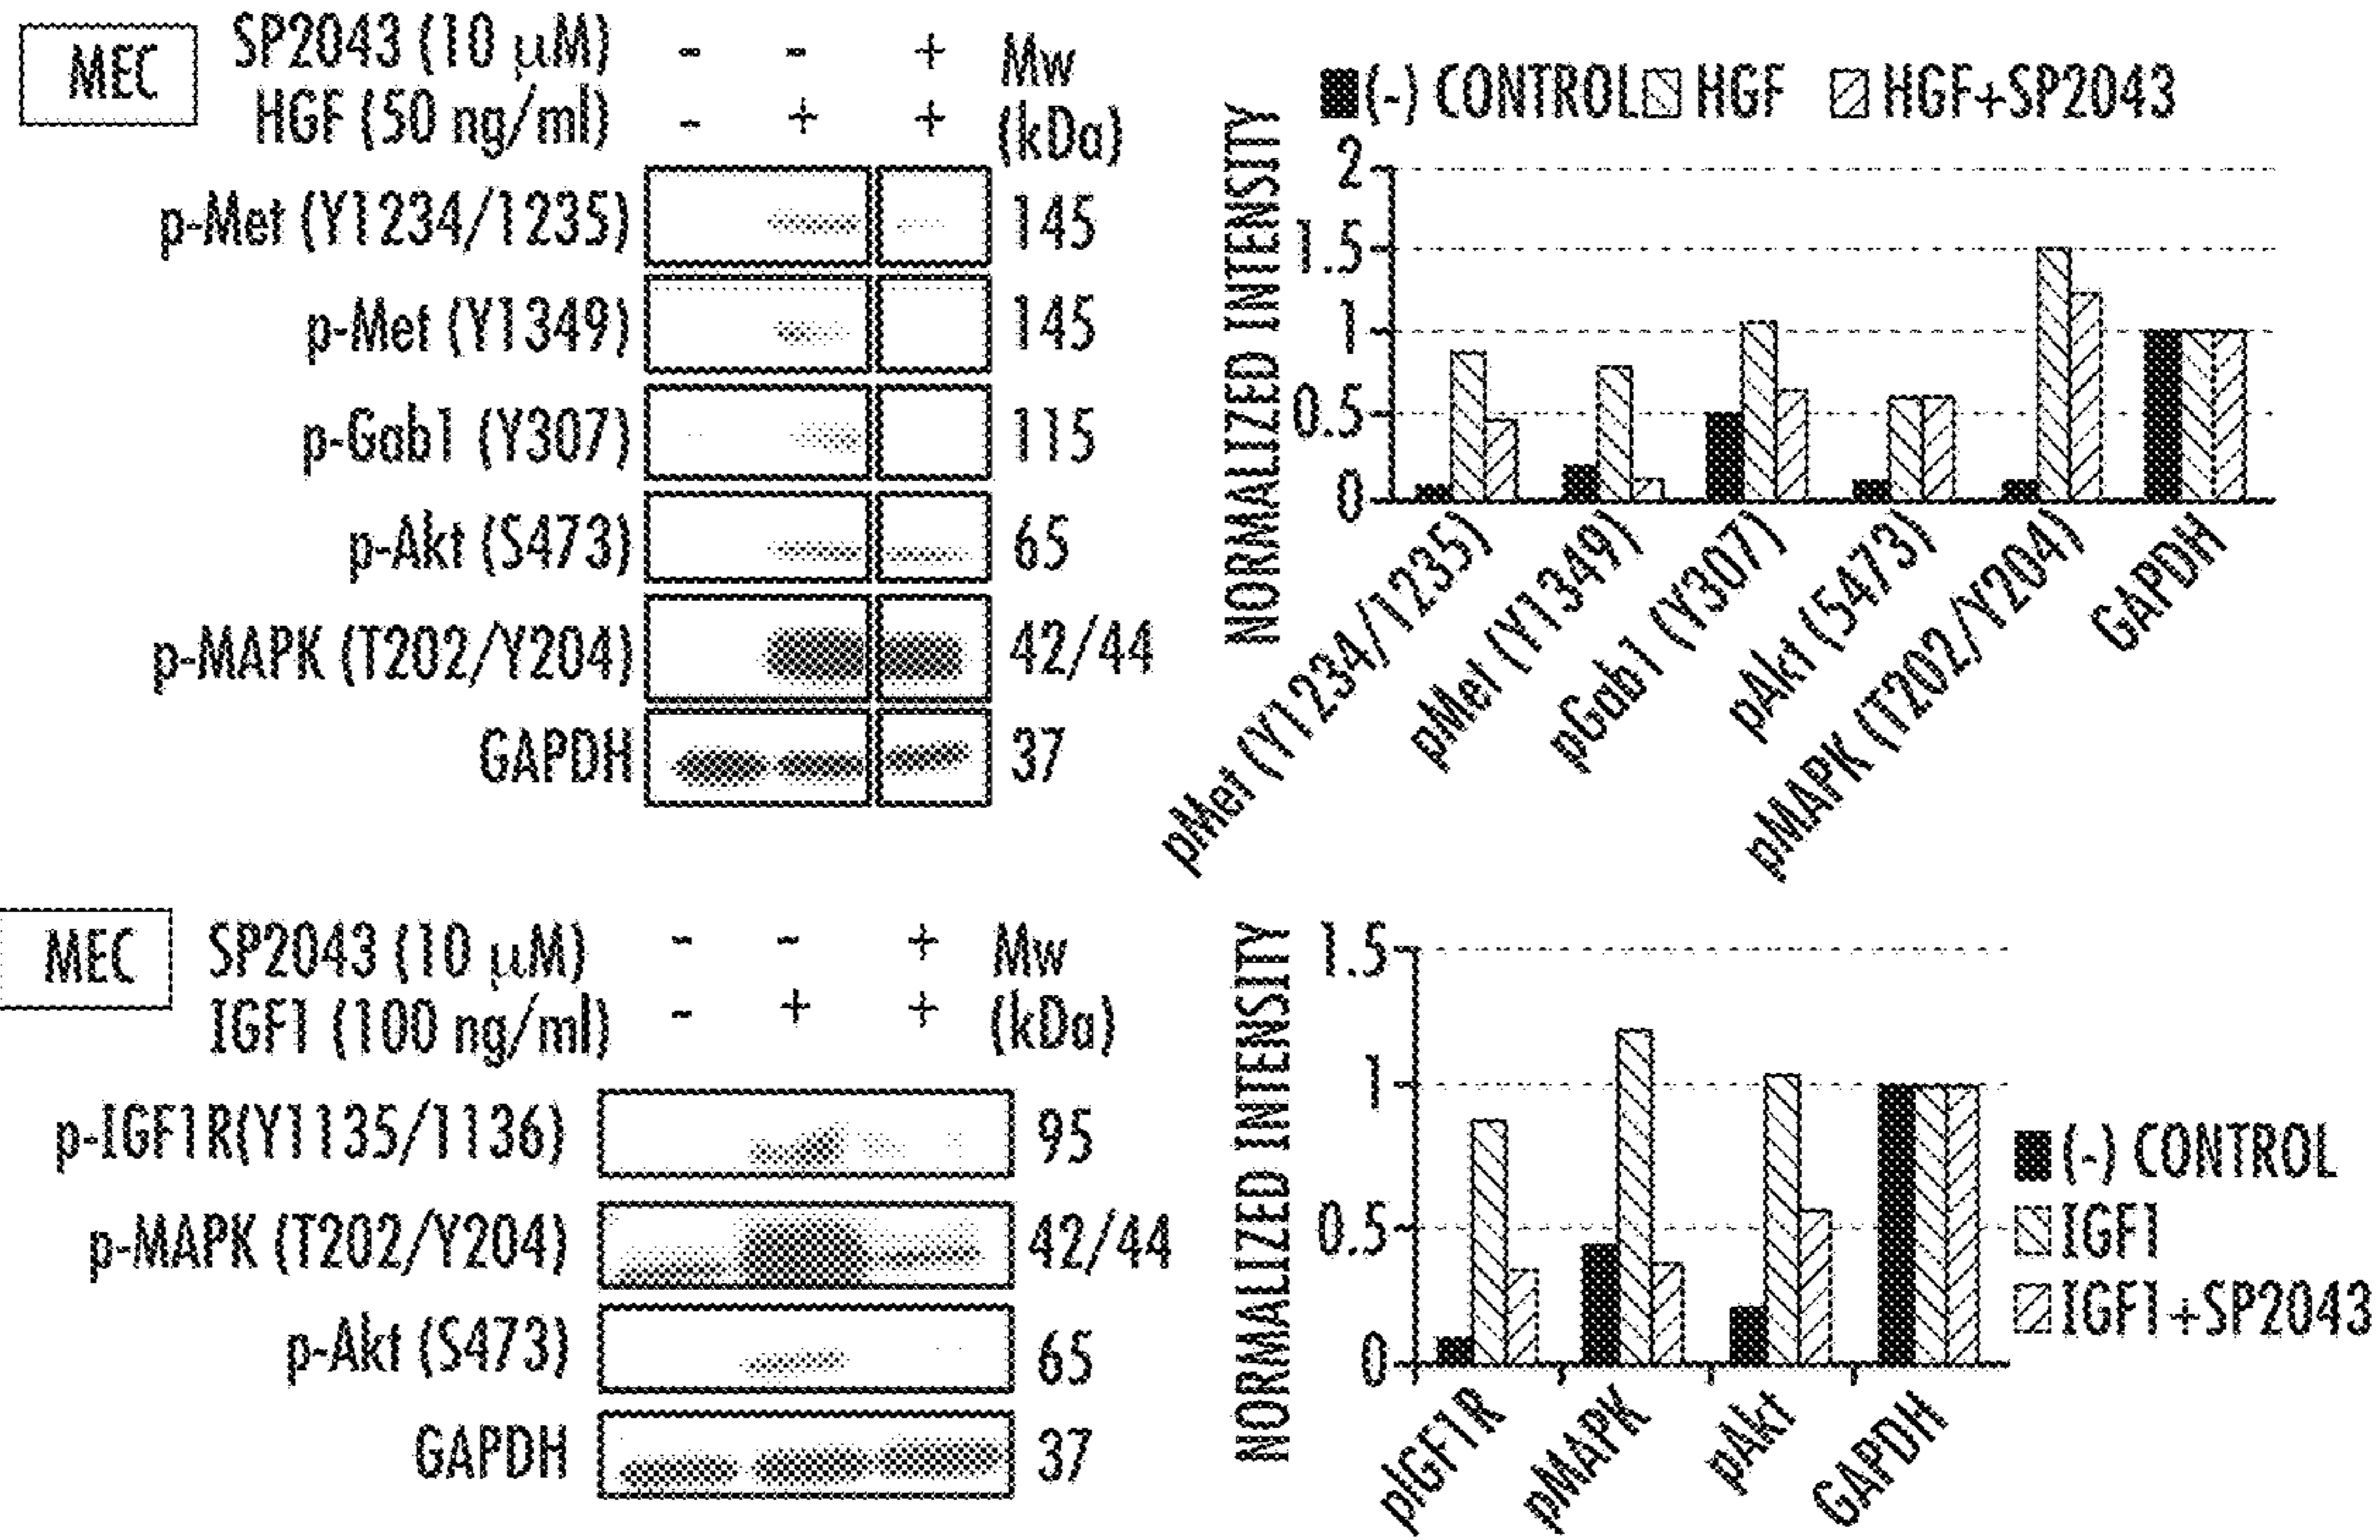 MEC
SP2043 (10 µM) - - + Mw
HGF (50 ng/ml) - + + (kDa)
p-Met (Y1234/1235) 145
p-Met (Y1349) 145
p-Gab1 (Y307) 115
p-Akt (S473) 65
p-MAPK (T202/Y204) 42/44
GAPDH 37
(-) CONTROL HGF HGF+SP2043
NORMALIZED INTENSITY
2
1.5
1
0.5
0
pMet (Y1234/1235)
pMet (Y1349)
pGab1 (Y307)
pAkt (5473)
pMAPK (T202/Y204)
GAPDH
MEC
SP2043 (10 µM) - - + Mw
IGF1 (100 ng/ml) - + + (kDa)
p-IGF1R(Y1135/1136) 95
p-MAPK (T202/Y204) 42/44
p-Akt (S473) 65
GAPDH 37
NORMALIZED INTENSITY
1.5
1
0.5
0
pIGF1R
pMAPK
pAkt
GAPDH
(-) CONTROL
IGF1
IGF1+SP2043